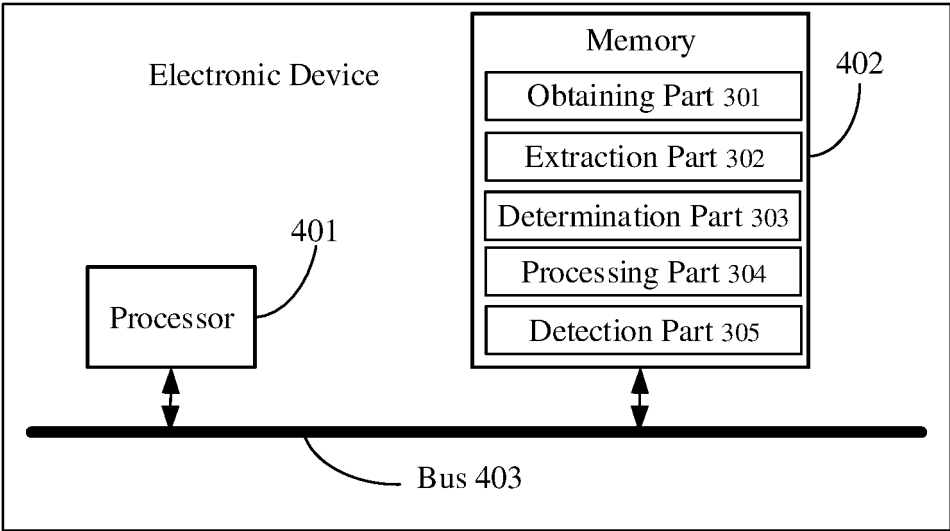 Electronic Device
Memory
402
Obtaining Part 301
Extraction Part 302
Determination Part 303
Processing Part 304
Detection Part 305
401
Processor
Bus 403